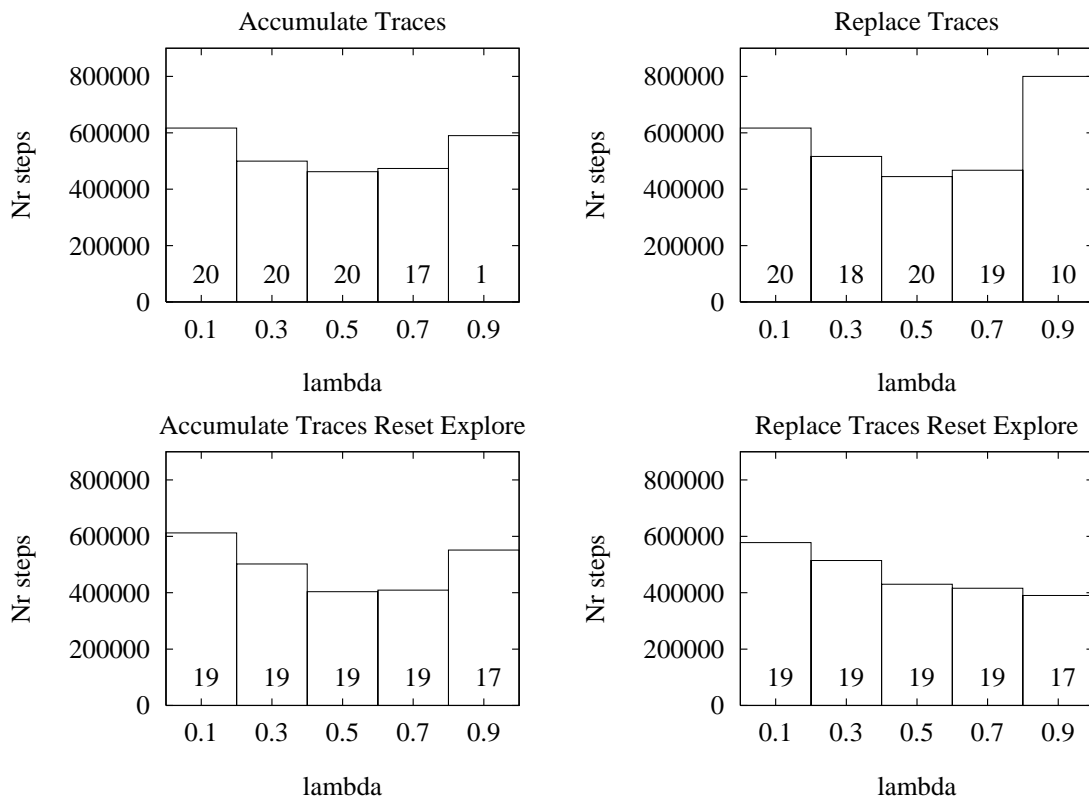 Accumulate Traces
Nr steps
800000
600000
400000
200000
0
20 20 20 17 1
0.1 0.3 0.5 0.7 0.9
lambda
Replace Traces
Nr steps
800000
600000
400000
200000
0
20 18 20 19 10
0.1 0.3 0.5 0.7 0.9
lambda
Accumulate Traces Reset Explore
Nr steps
800000
600000
400000
200000
0
19 19 19 19 17
0.1 0.3 0.5 0.7 0.9
lambda
Replace Traces Reset Explore
Nr steps
800000
600000
400000
200000
0
19 19 19 19 17
0.1 0.3 0.5 0.7 0.9
lambda